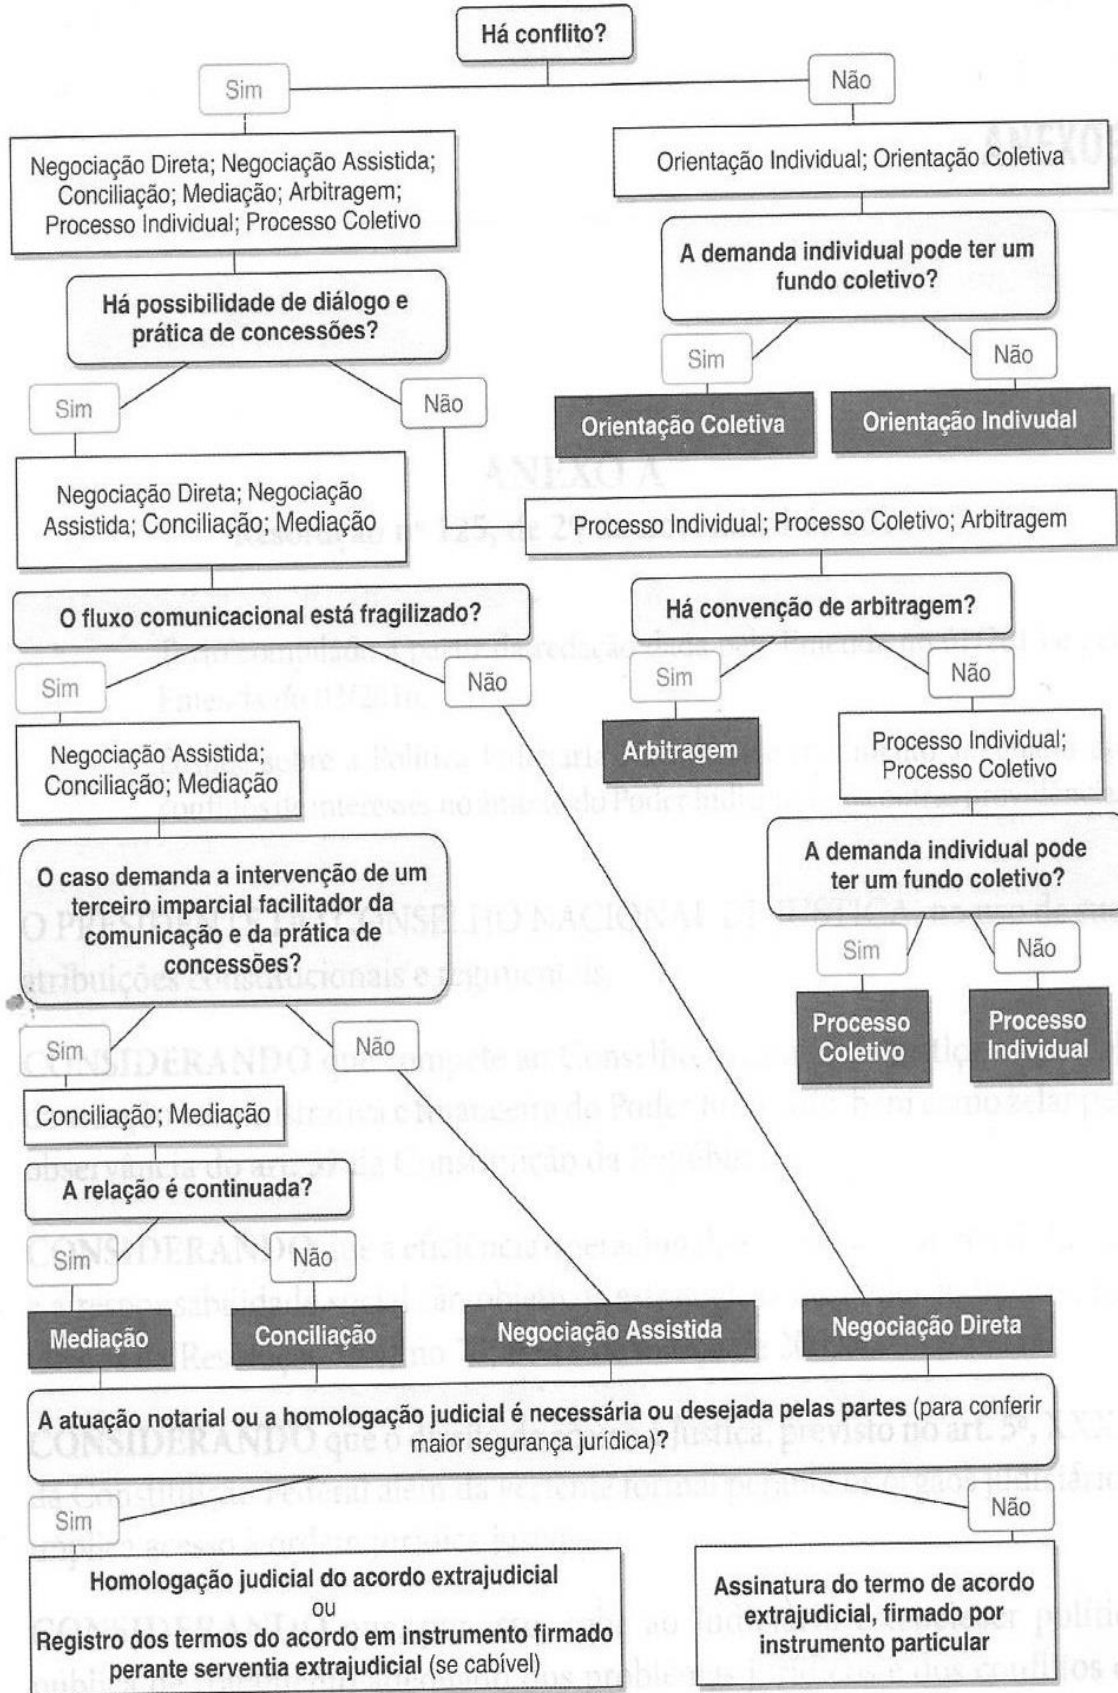 Há conflito?
Sim
Não
Negociação Direta; Negociação Assistida;
Conciliação; Mediação; Arbitragem;
Processo Individual; Processo Coletivo
Orientação Individual; Orientação Coletiva
A demanda individual pode ter um
fundo coletivo?
Há possibilidade de diálogo e
prática de concessões?
Sim
Não
Sim
Não
Orientação Coletiva
Orientação Indivudal
Negociação Direta; Negociação
Assistida; Conciliação; Mediação
ANEXO A
Processo Individual; Processo Coletivo; Arbitragem
O fluxo comunicacional está fragilizado?
Há convenção de arbitragem?
Sim
Não
Sim
Não
Negociação Assistida;
Conciliação; Mediação
Arbitragem
Processo Individual;
Processo Coletivo
O caso demanda a intervenção de um
terceiro imparcial facilitador da
comunicação e da prática de
concessões?
A demanda individual pode
ter um fundo coletivo?
Sim
Não
Processo
Coletivo
Processo
Individual
Sim
Não
Conciliação; Mediação
A relação é continuada?
Sim
Não
Mediação
Conciliação
Negociação Assistida
Negociação Direta
A atuação notarial ou a homologação judicial é necessária ou desejada pelas partes (para conferir
maior segurança jurídica)?
Sim
Não
Homologação judicial do acordo extrajudicial
ou
Registro dos termos do acordo em instrumento firmado
perante serventia extrajudicial (se cabível)
Assinatura do termo de acordo
extrajudicial, firmado por
instrumento particular